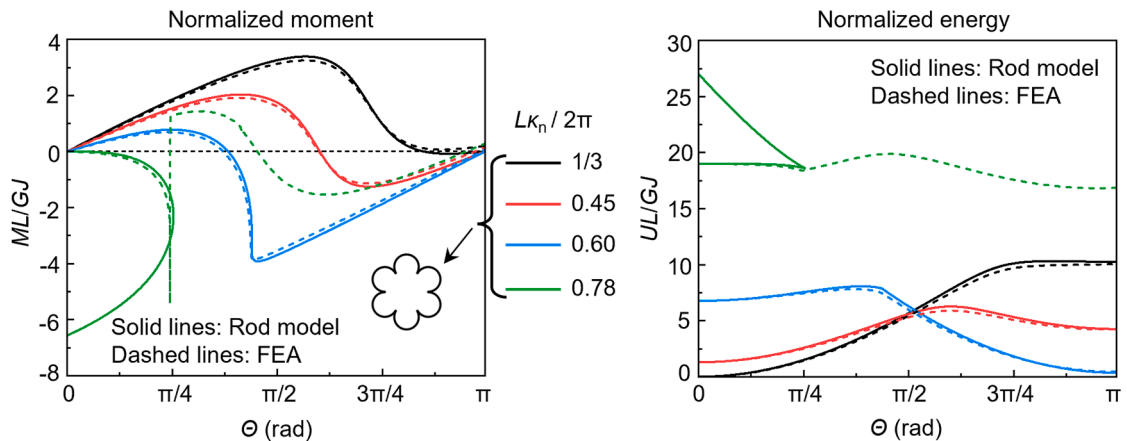 Normalized moment
ML/GJ
4
2
0
-2
-4
-6
-8
Solid lines: Rod model
Dashed lines: FEA
0
π/4
π/2
3π/4
π
Θ (rad)
Lκn / 2π
1/3
0.45
0.60
0.78
Normalized energy
UL/GJ
30
25
20
15
10
5
0
Solid lines: Rod model
Dashed lines: FEA
0
π/4
π/2
3π/4
π
Θ (rad)